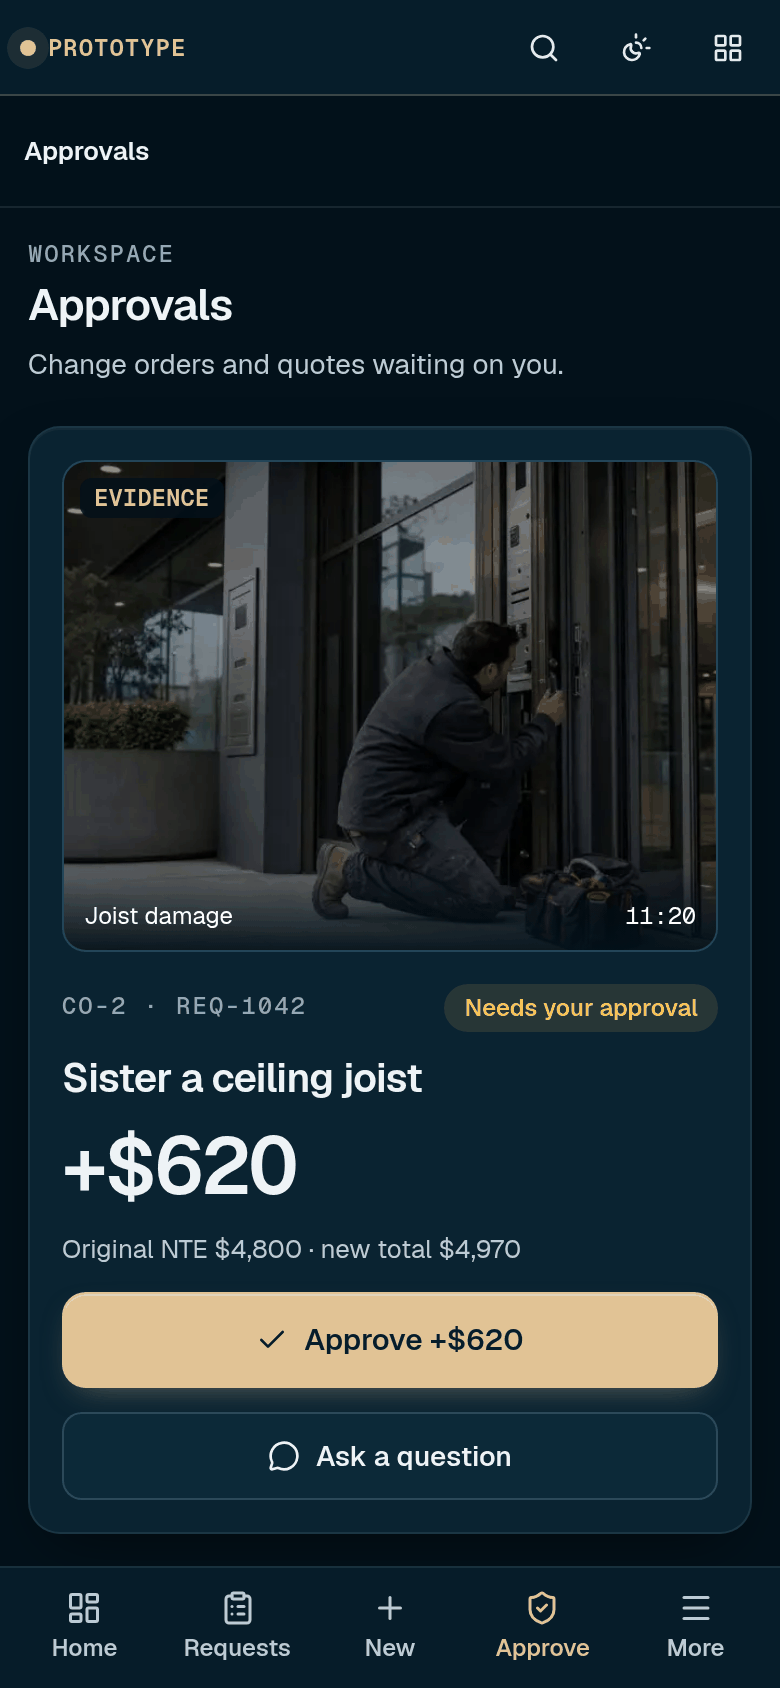 PROTOTYPE
Approvals
WORKSPACE
Approvals
Change orders and quotes waiting on you.
EVIDENCE
Joist damage 11:20
CO-2 · REQ-1042 Needs your approval
Sister a ceiling joist
+$620
Original NTE $4,800 · new total $4,970
Approve +$620
Ask a question
Home Requests New Approve More